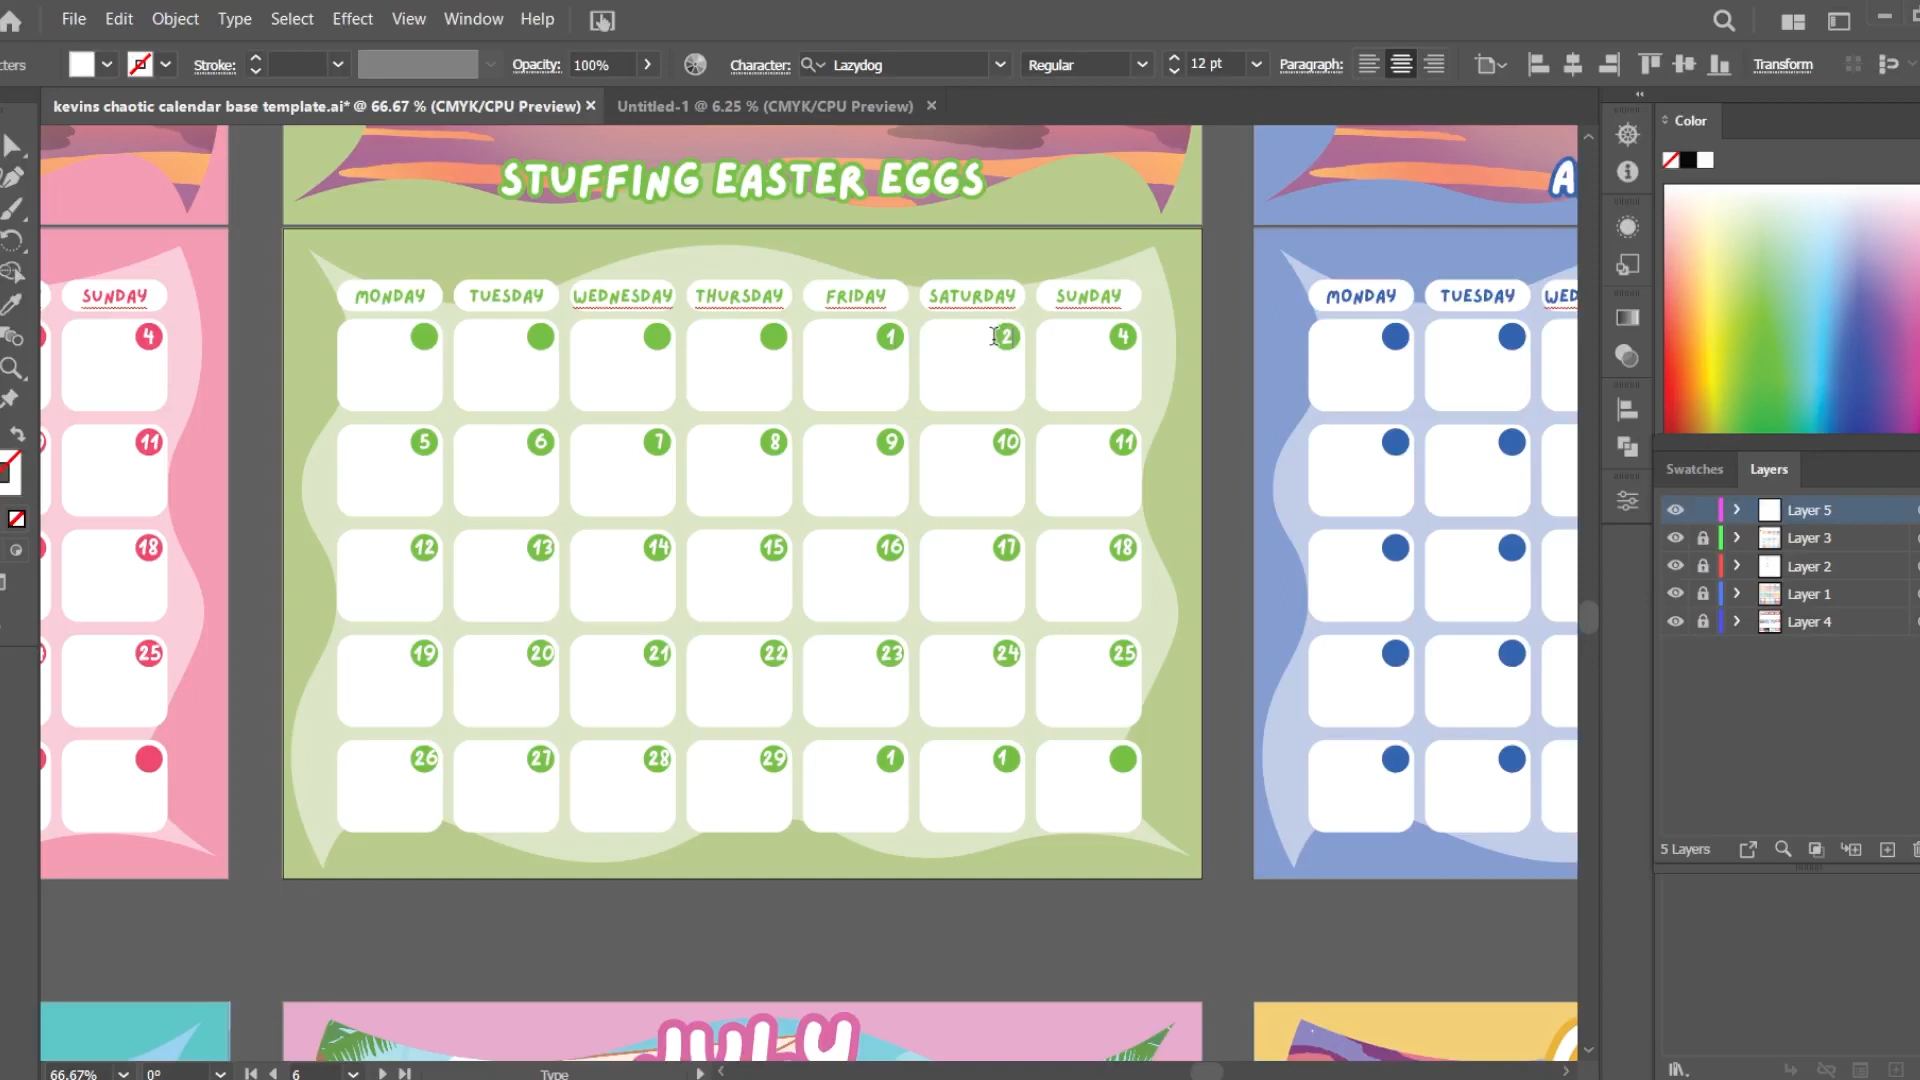 File Edit Object Type Select Effect View Window Help
cters Stroke: Opacity: 100% Character: Lazydog Regular 12 pt Paragraph: Transform
kevins chaotic calendar base template.ai* @ 66.67 % (CMYK/CPU Preview) × Untitled-1 @ 6.25 % (CMYK/CPU Preview) ×
Color
STUFFING EASTER EGGS
A
SUNDAY
4
11
18
25
MONDAY TUESDAY WEDNESDAY THURSDAY FRIDAY SATURDAY SUNDAY
1 2 4
5 6 7 8 9 10 11
12 13 14 15 16 17 18
19 20 21 22 23 24 25
26 27 28 29 1 1
MONDAY TUESDAY WED
Swatches Layers
Layer 5
Layer 3
Layer 2
Layer 1
Layer 4
5 Layers
JULY
66.67% 0° 6 Type